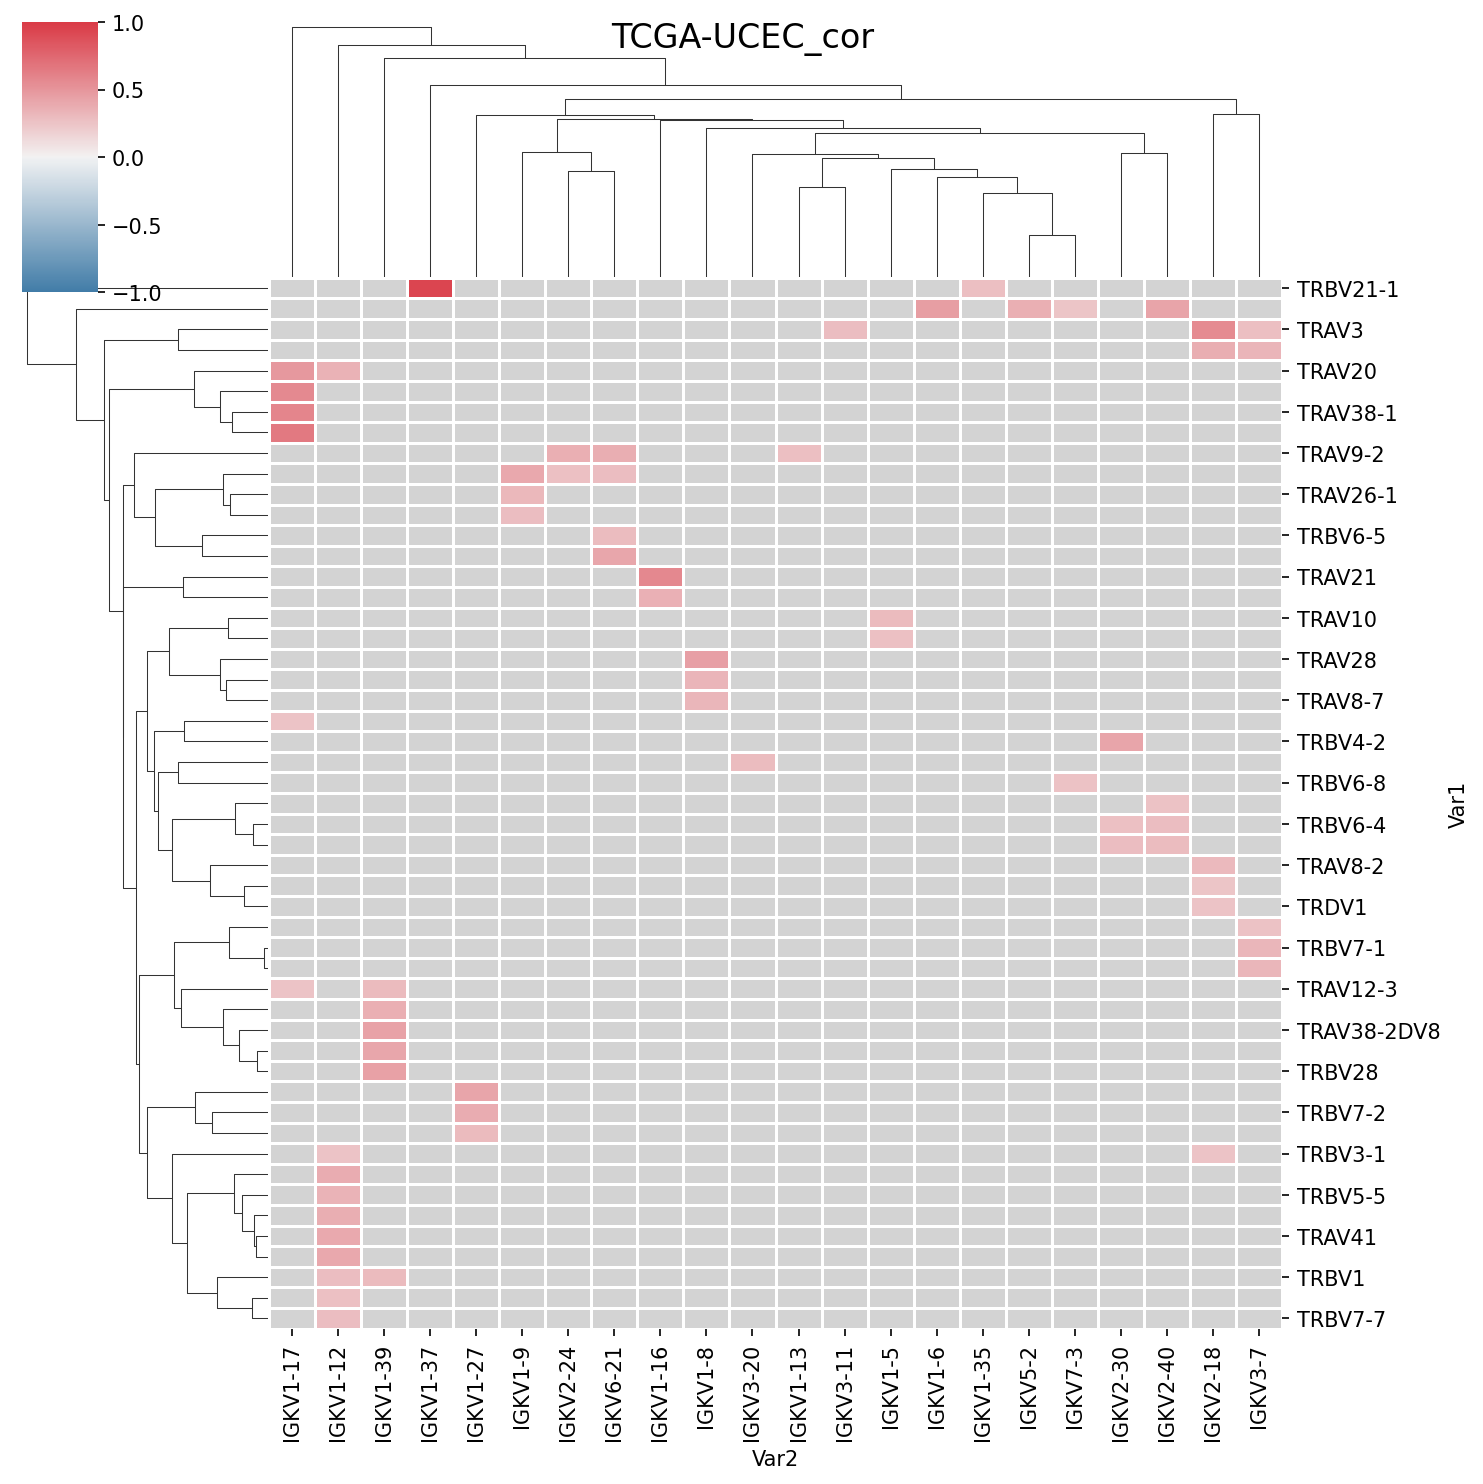 TCGA-UCEC_cor
1.0
0.5
0.0
−0.5
−1.0
TRBV21-1
TRAV3
TRAV20
TRAV38-1
TRAV9-2
TRAV26-1
TRBV6-5
TRAV21
TRAV10
TRAV28
TRAV8-7
TRBV4-2
TRBV6-8
TRBV6-4
TRAV8-2
TRDV1
TRBV7-1
TRAV12-3
TRAV38-2DV8
TRBV28
TRBV7-2
TRBV3-1
TRBV5-5
TRAV41
TRBV1
TRBV7-7
Var1
IGKV1-17
IGKV1-12
IGKV1-39
IGKV1-37
IGKV1-27
IGKV1-9
IGKV2-24
IGKV6-21
IGKV1-16
IGKV1-8
IGKV3-20
IGKV1-13
IGKV3-11
IGKV1-5
IGKV1-6
IGKV1-35
IGKV5-2
IGKV7-3
IGKV2-30
IGKV2-40
IGKV2-18
IGKV3-7
Var2